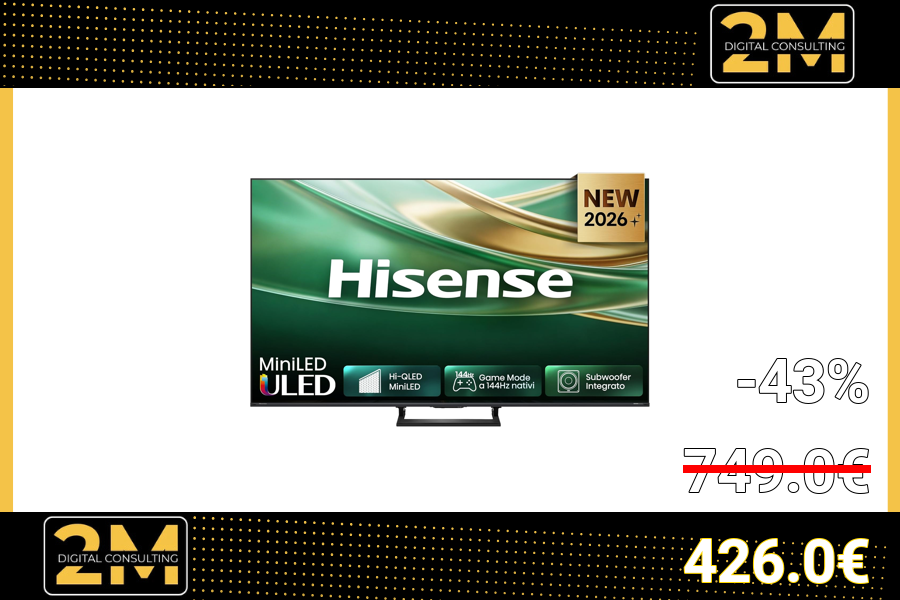 2M
DIGITAL CONSULTING
NEW
2026
Hisense
MiniLED
ULED
Hi-QLED
MiniLED
144Hz
Game Mode
a 144Hz nativi
Subwoofer
Integrato
-43%
749.0€
2M
DIGITAL CONSULTING
426.0€